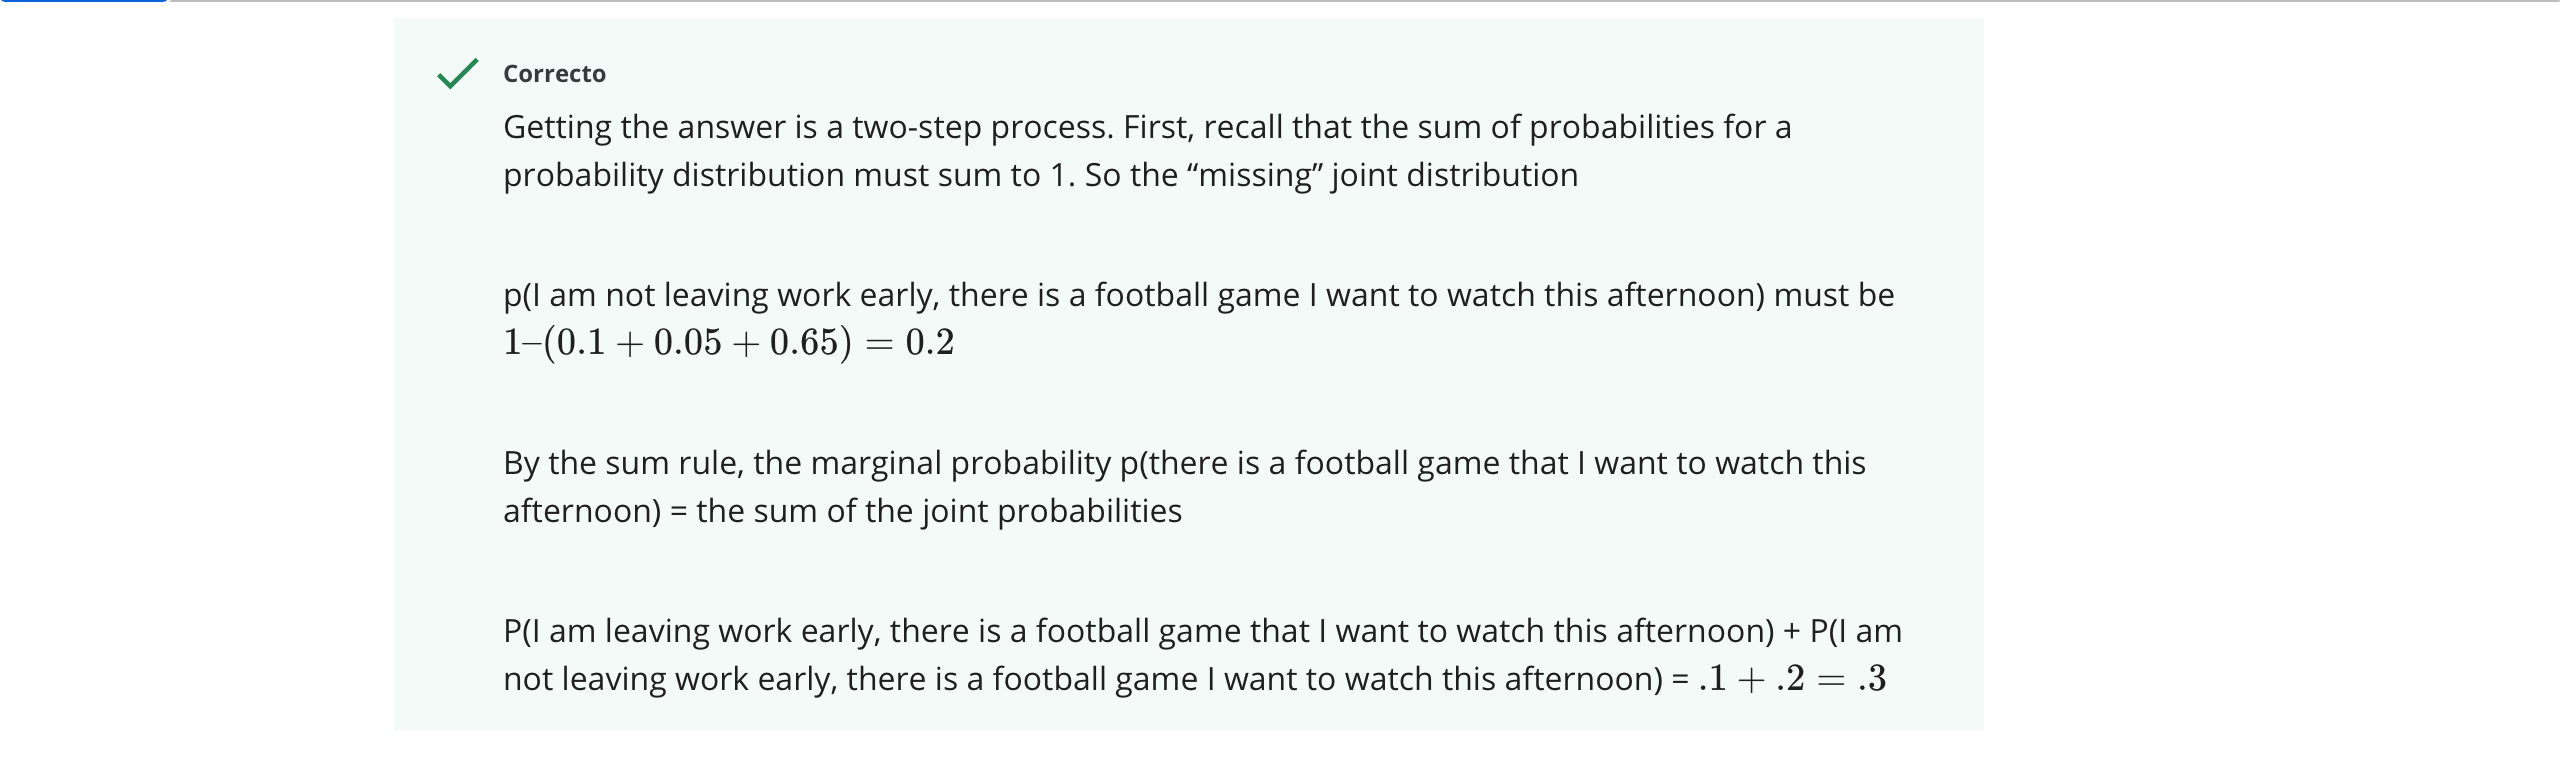 Correcto
Getting the answer is a two-step process. First, recall that the sum of probabilities for a
probability distribution must sum to 1. So the “missing” joint distribution
p(I am not leaving work early, there is a football game I want to watch this afternoon) must be
1–(0.1 + 0.05 + 0.65) = 0.2
By the sum rule, the marginal probability p(there is a football game that I want to watch this
afternoon) = the sum of the joint probabilities
P(I am leaving work early, there is a football game that I want to watch this afternoon) + P(I am
not leaving work early, there is a football game I want to watch this afternoon) = .1 + .2 = .3